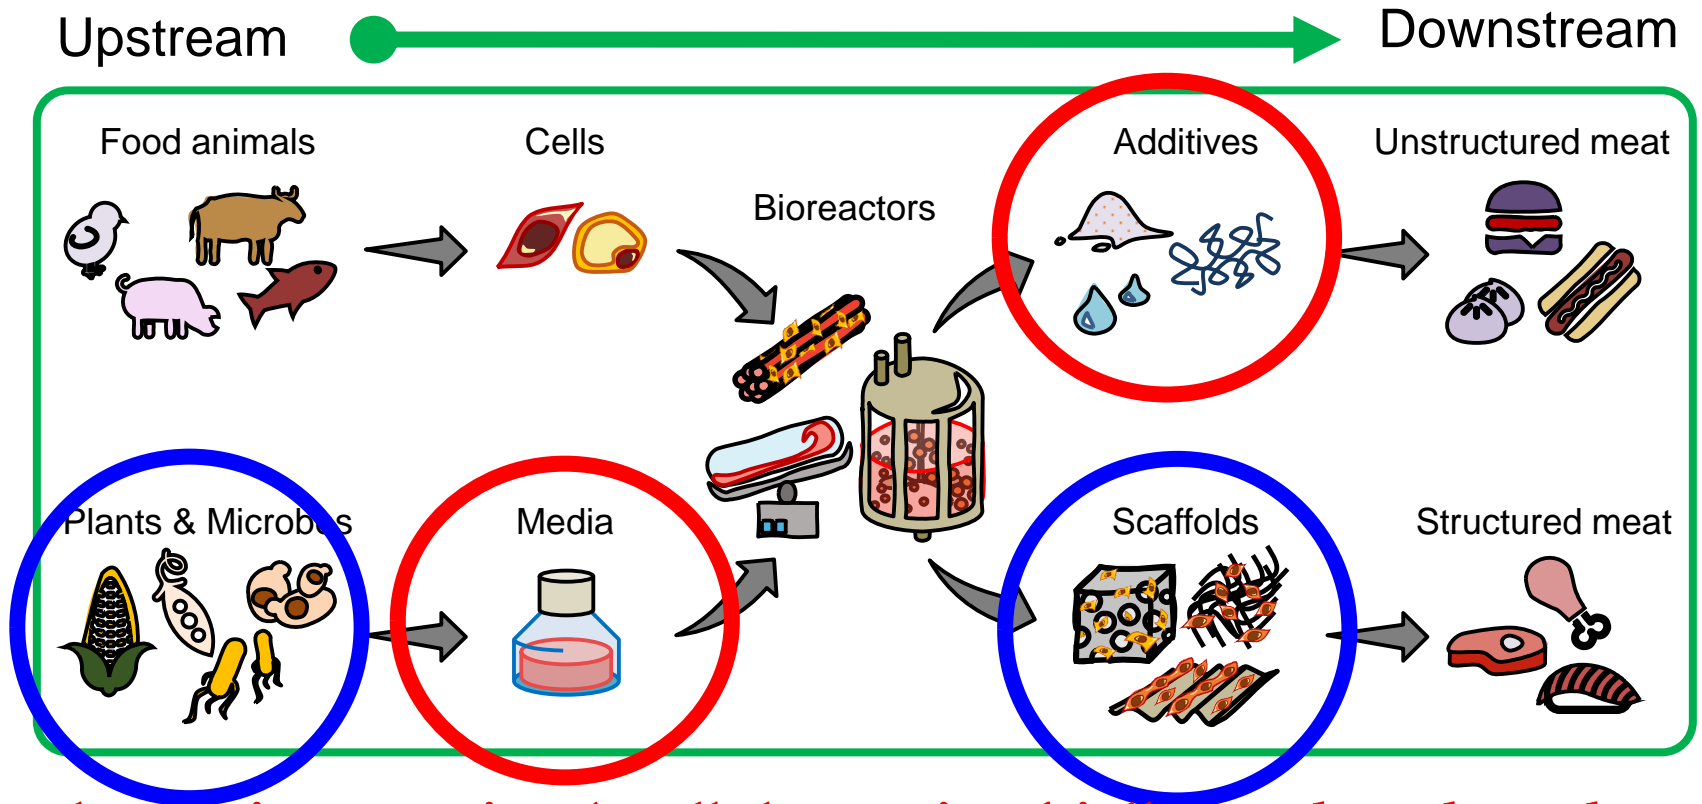 Upstream
Downstream
Food animals
Cells
Bioreactors
Additives
Unstructured meat
Plants & Microbes
Media
Scaffolds
Structured meat